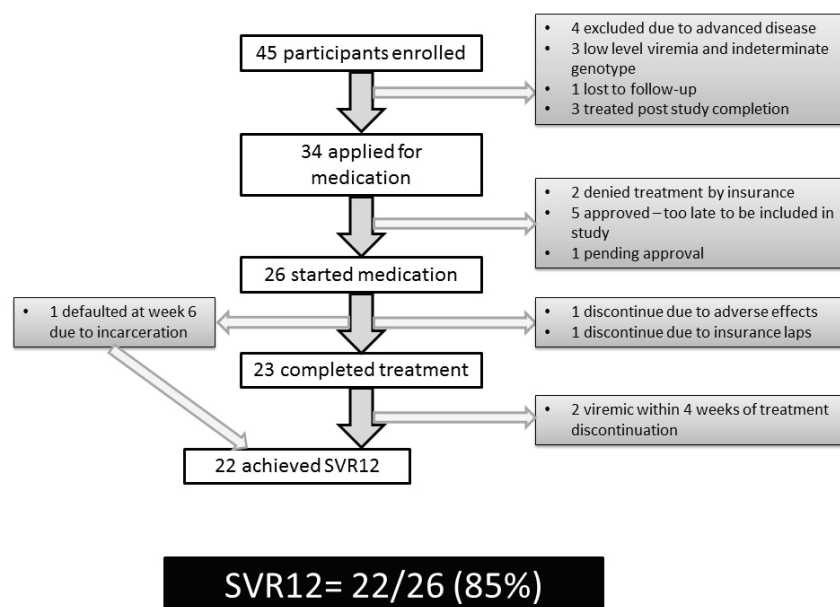 45 participants enrolled
• 4 excluded due to advanced disease
• 3 low level viremia and indeterminate
genotype
• 1 lost to follow-up
• 3 treated post study completion
34 applied for
medication
• 2 denied treatment by insurance
• 5 approved – too late to be included in
study
• 1 pending approval
26 started medication
• 1 defaulted at week 6
due to incarceration
• 1 discontinue due to adverse effects
• 1 discontinue due to insurance laps
23 completed treatment
• 2 viremic within 4 weeks of treatment
discontinuation
22 achieved SVR12
SVR12= 22/26 (85%)